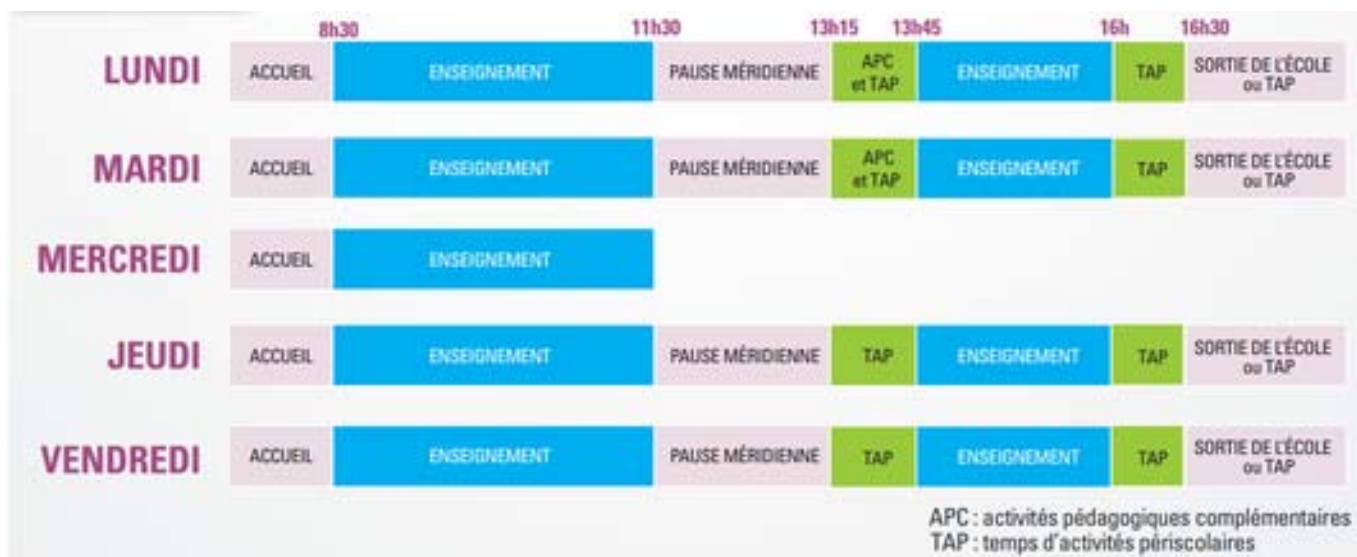 8h30 11h30 13h15 13h45 16h 16h30
LUNDI ACCUEIL ENSEIGNEMENT PAUSE MÉRIDIENNE APC et TAP ENSEIGNEMENT TAP SORTIE DE L'ÉCOLE ou TAP
MARDI ACCUEIL ENSEIGNEMENT PAUSE MÉRIDIENNE APC et TAP ENSEIGNEMENT TAP SORTIE DE L'ÉCOLE ou TAP
MERCREDI ACCUEIL ENSEIGNEMENT
JEUDI ACCUEIL ENSEIGNEMENT PAUSE MÉRIDIENNE TAP ENSEIGNEMENT TAP SORTIE DE L'ÉCOLE ou TAP
VENDREDI ACCUEIL ENSEIGNEMENT PAUSE MÉRIDIENNE TAP ENSEIGNEMENT TAP SORTIE DE L'ÉCOLE ou TAP
APC : activités pédagogiques complémentaires
TAP : temps d'activités périscolaires